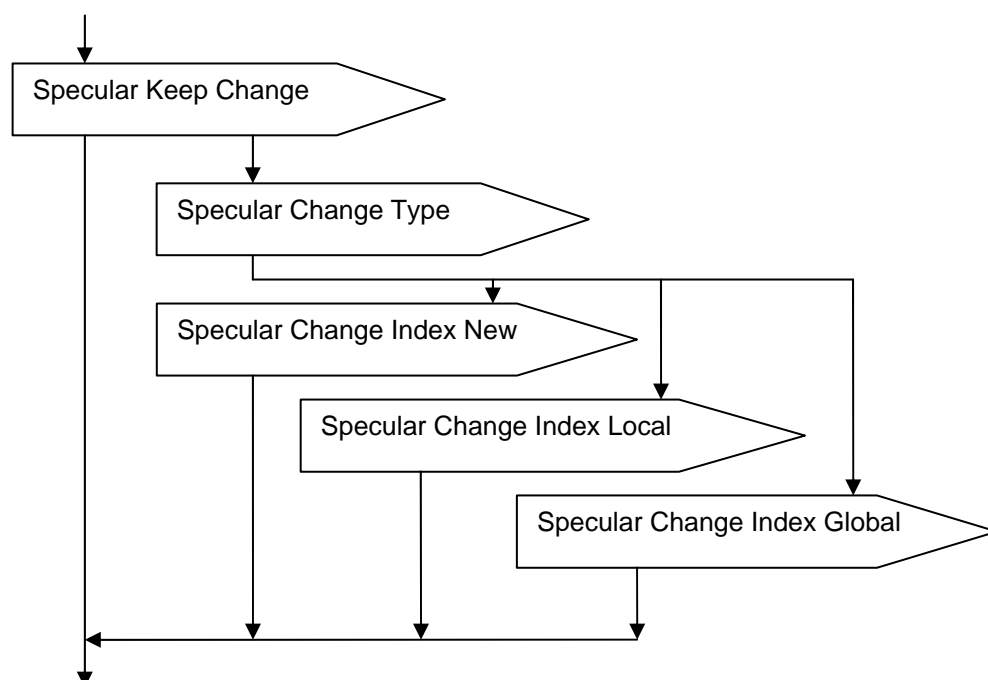 Specular Keep Change
Specular Change Type
Specular Change Index New
Specular Change Index Local
Specular Change Index Global